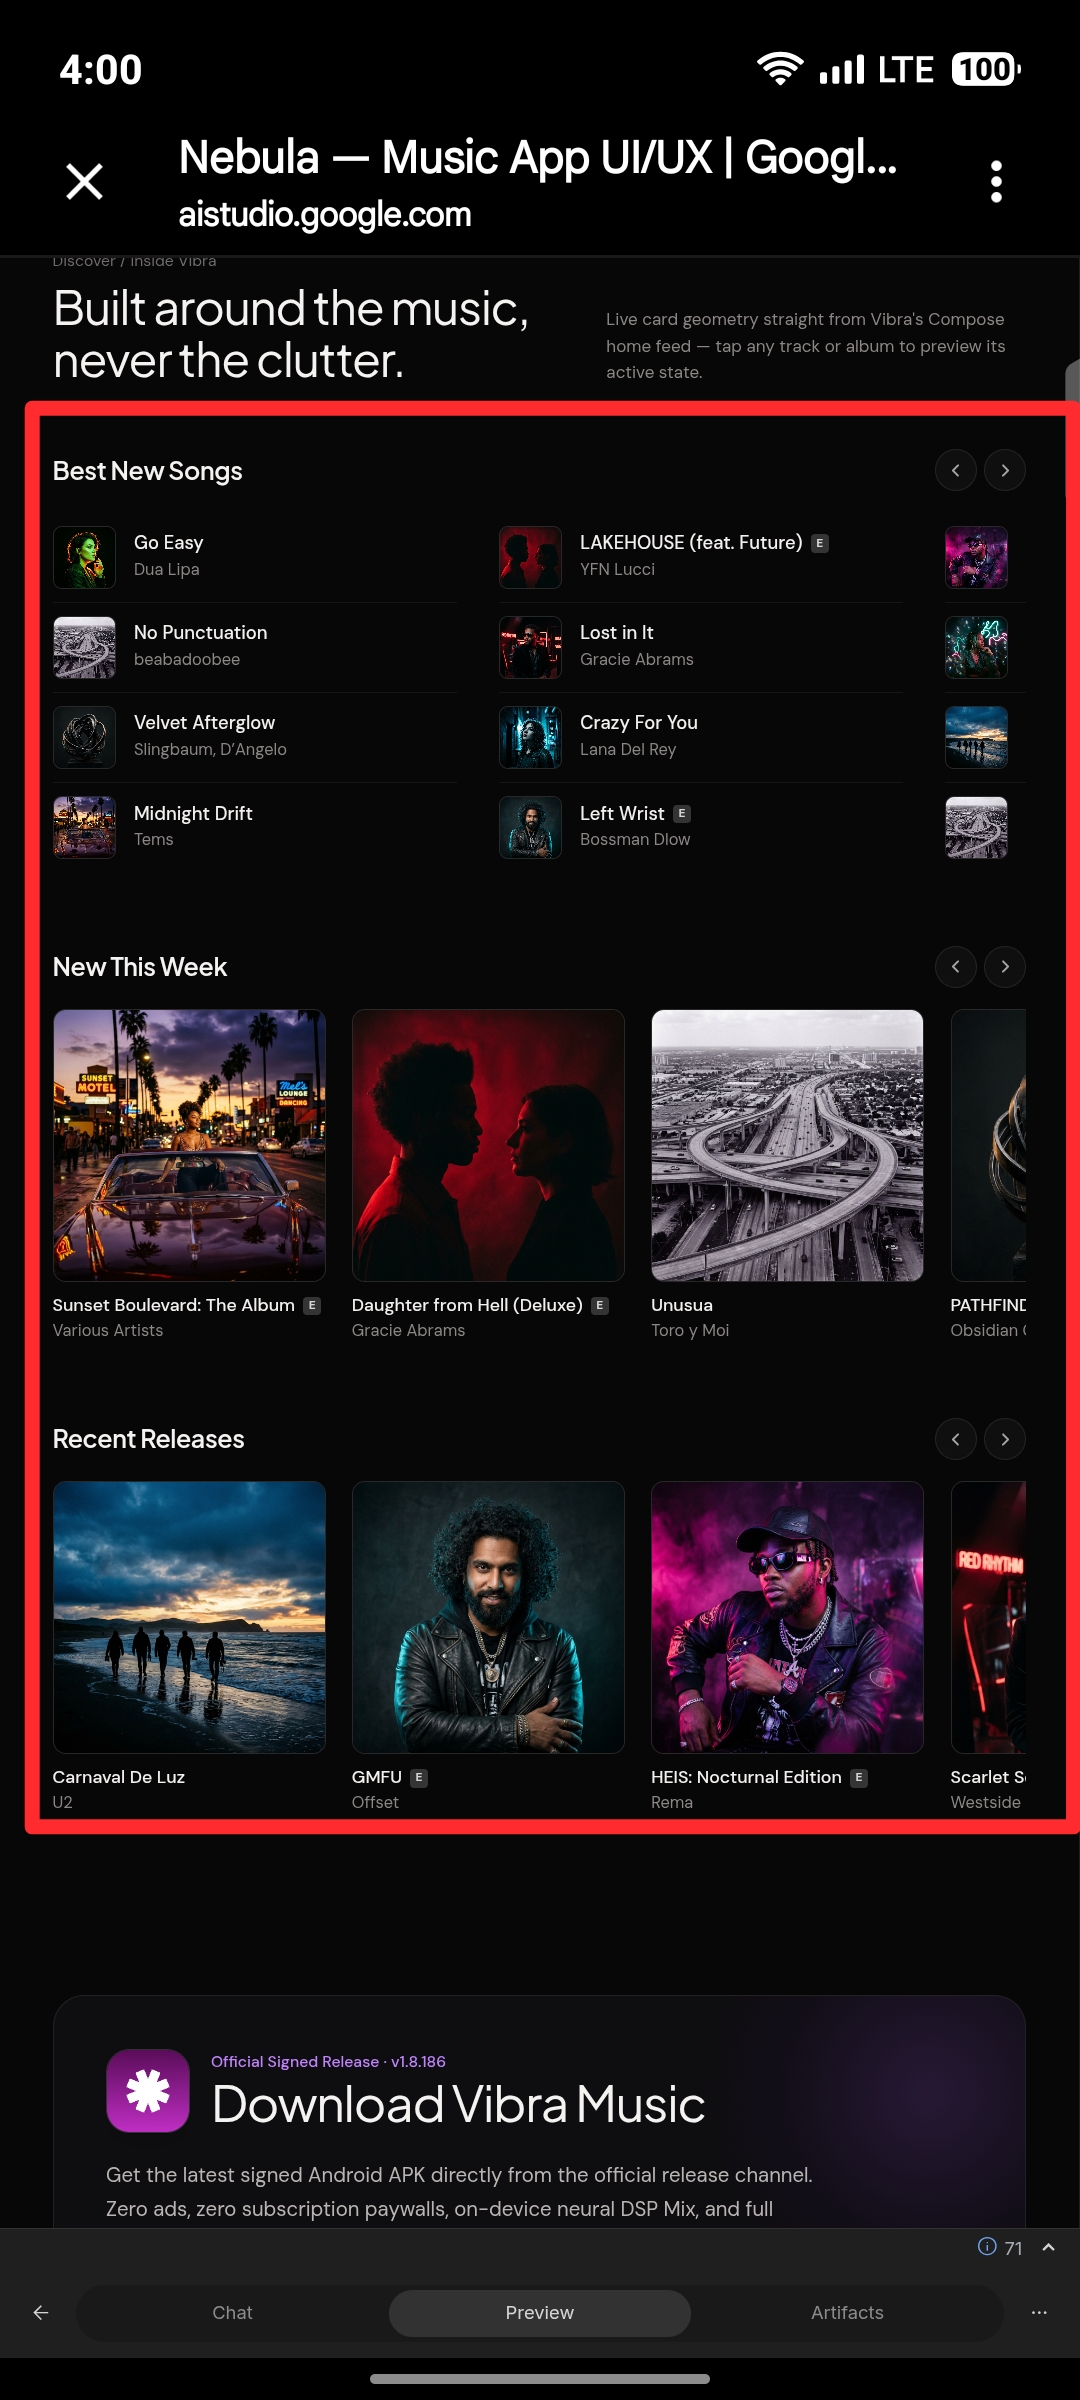 4:00
LTE
100
Nebula — Music App UI/UX | Googl...
aistudio.google.com
Discover / Inside Vibra
Built around the music,
never the clutter.
Live card geometry straight from Vibra's Compose
home feed — tap any track or album to preview its
active state.
Best New Songs
Go Easy
Dua Lipa
LAKEHOUSE (feat. Future) E
YFN Lucci
No Punctuation
beabadoobee
Lost in It
Gracie Abrams
Velvet Afterglow
Slingbaum, D'Angelo
Crazy For You
Lana Del Rey
Midnight Drift
Tems
Left Wrist E
Bossman Dlow
New This Week
SUNSET
MOTEL
Mel's
LOUNGE
DANCING
Sunset Boulevard: The Album E
Various Artists
Daughter from Hell (Deluxe) E
Gracie Abrams
Unusua
Toro y Moi
PATHFIND
Obsidian
Recent Releases
RED RHYTHM
Carnaval De Luz
U2
GMFU E
Offset
HEIS: Nocturnal Edition E
Rema
Scarlet
Westside
Official Signed Release · v1.8.186
Download Vibra Music
Get the latest signed Android APK directly from the official release channel.
Zero ads, zero subscription paywalls, on-device neural DSP Mix, and full
71
Chat
Preview
Artifacts